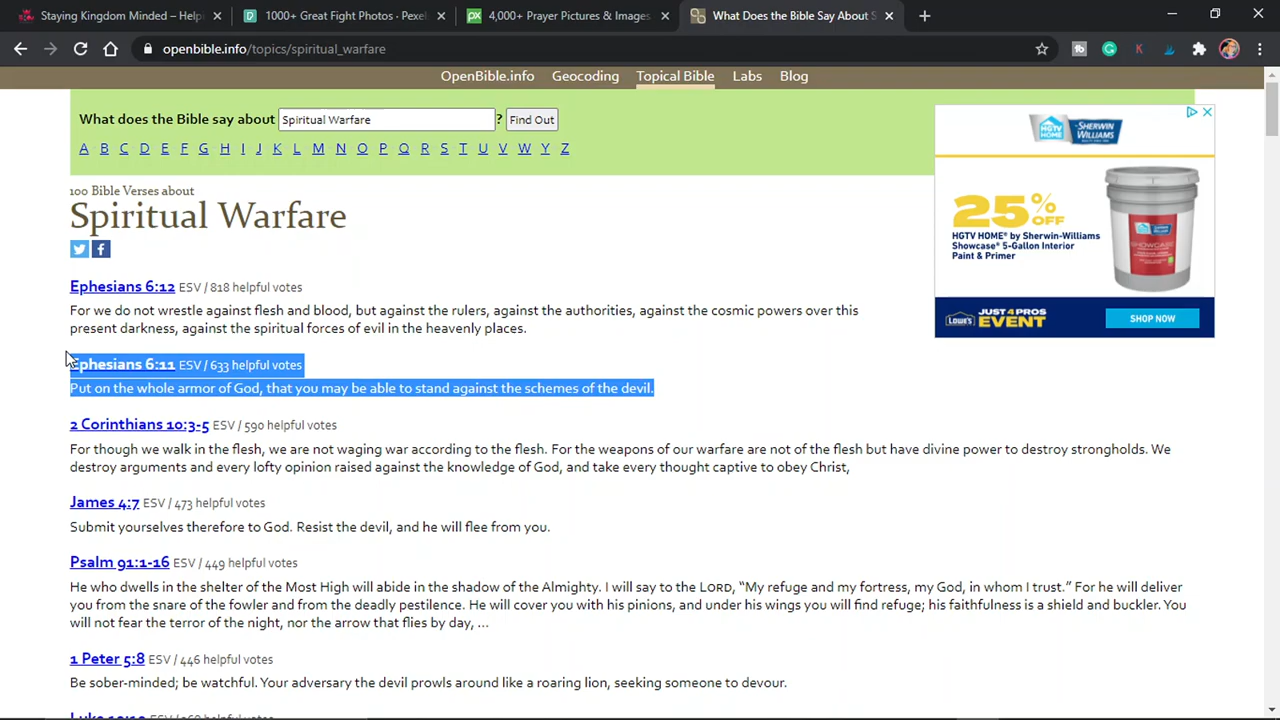 Staying Kingdom Minded – Help
1000+ Great Fight Photos · Pexel
4,000+ Prayer Pictures & Images
What Does the Bible Say About S
openbible.info/topics/spiritual_warfare
OpenBible.info Geocoding Topical Bible Labs Blog
What does the Bible say about Spiritual Warfare ? Find Out
A B C D E F G H I J K L M N O P Q R S T U V W Y Z
100 Bible Verses about
Spiritual Warfare
HGTV HOME BY SHERWIN WILLIAMS
25% OFF
HGTV HOME® by Sherwin-Williams
Showcase® 5-Gallon Interior
Paint & Primer
SHOWCASE
LOWE'S JUST 4 PROS EVENT
SHOP NOW
Ephesians 6:12 ESV / 818 helpful votes
For we do not wrestle against flesh and blood, but against the rulers, against the authorities, against the cosmic powers over this
present darkness, against the spiritual forces of evil in the heavenly places.
Ephesians 6:11 ESV / 633 helpful votes
Put on the whole armor of God, that you may be able to stand against the schemes of the devil.
2 Corinthians 10:3-5 ESV / 590 helpful votes
For though we walk in the flesh, we are not waging war according to the flesh. For the weapons of our warfare are not of the flesh but have divine power to destroy strongholds. We
destroy arguments and every lofty opinion raised against the knowledge of God, and take every thought captive to obey Christ,
James 4:7 ESV / 473 helpful votes
Submit yourselves therefore to God. Resist the devil, and he will flee from you.
Psalm 91:1-16 ESV / 449 helpful votes
He who dwells in the shelter of the Most High will abide in the shadow of the Almighty. I will say to the LORD, “My refuge and my fortress, my God, in whom I trust.” For he will deliver
you from the snare of the fowler and from the deadly pestilence. He will cover you with his pinions, and under his wings you will find refuge; his faithfulness is a shield and buckler. You
will not fear the terror of the night, nor the arrow that flies by day, ...
1 Peter 5:8 ESV / 446 helpful votes
Be sober-minded; be watchful. Your adversary the devil prowls around like a roaring lion, seeking someone to devour.